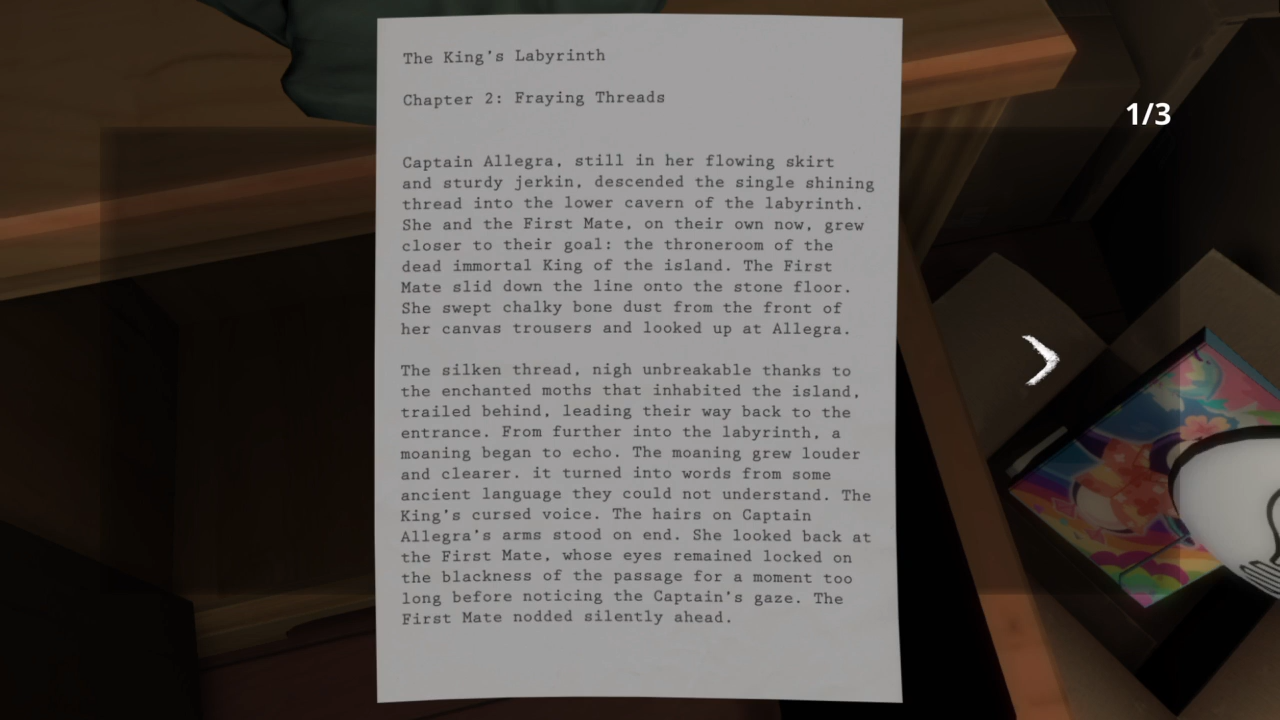 The King's Labyrinth
Chapter 2: Fraying Threads
1/3
Captain Allegra, still in her flowing skirt
and sturdy jerkin, descended the single shining
thread into the lower cavern of the labyrinth.
She and the First Mate, on their own now, grew
closer to their goal: the throneroom of the
dead immortal King of the island. The First
Mate slid down the line onto the stone floor.
She swept chalky bone dust from the front of
her canvas trousers and looked up at Allegra.
The silken thread, nigh unbreakable thanks to
the enchanted moths that inhabited the island,
trailed behind, leading their way back to the
entrance. From further into the labyrinth, a
moaning began to echo. The moaning grew louder
and clearer. it turned into words from some
ancient language they could not understand. The
King's cursed voice. The hairs on Captain
Allegra's arms stood on end. She looked back at
the First Mate, whose eyes remained locked on
the blackness of the passage for a moment too
long before noticing the Captain's gaze. The
First Mate nodded silently ahead.